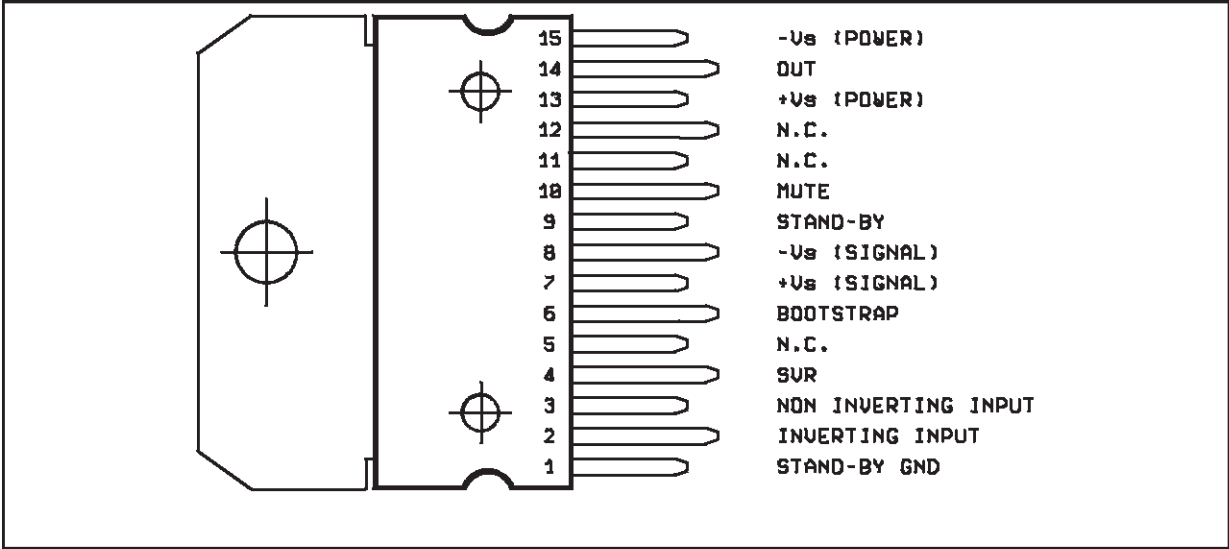 15 -Vs (POWER)
14 OUT
13 +Vs (POWER)
12 N.C.
11 N.C.
10 MUTE
9 STAND-BY
8 -Vs (SIGNAL)
7 +Vs (SIGNAL)
6 BOOTSTRAP
5 N.C.
4 SVR
3 NON INVERTING INPUT
2 INVERTING INPUT
1 STAND-BY GND